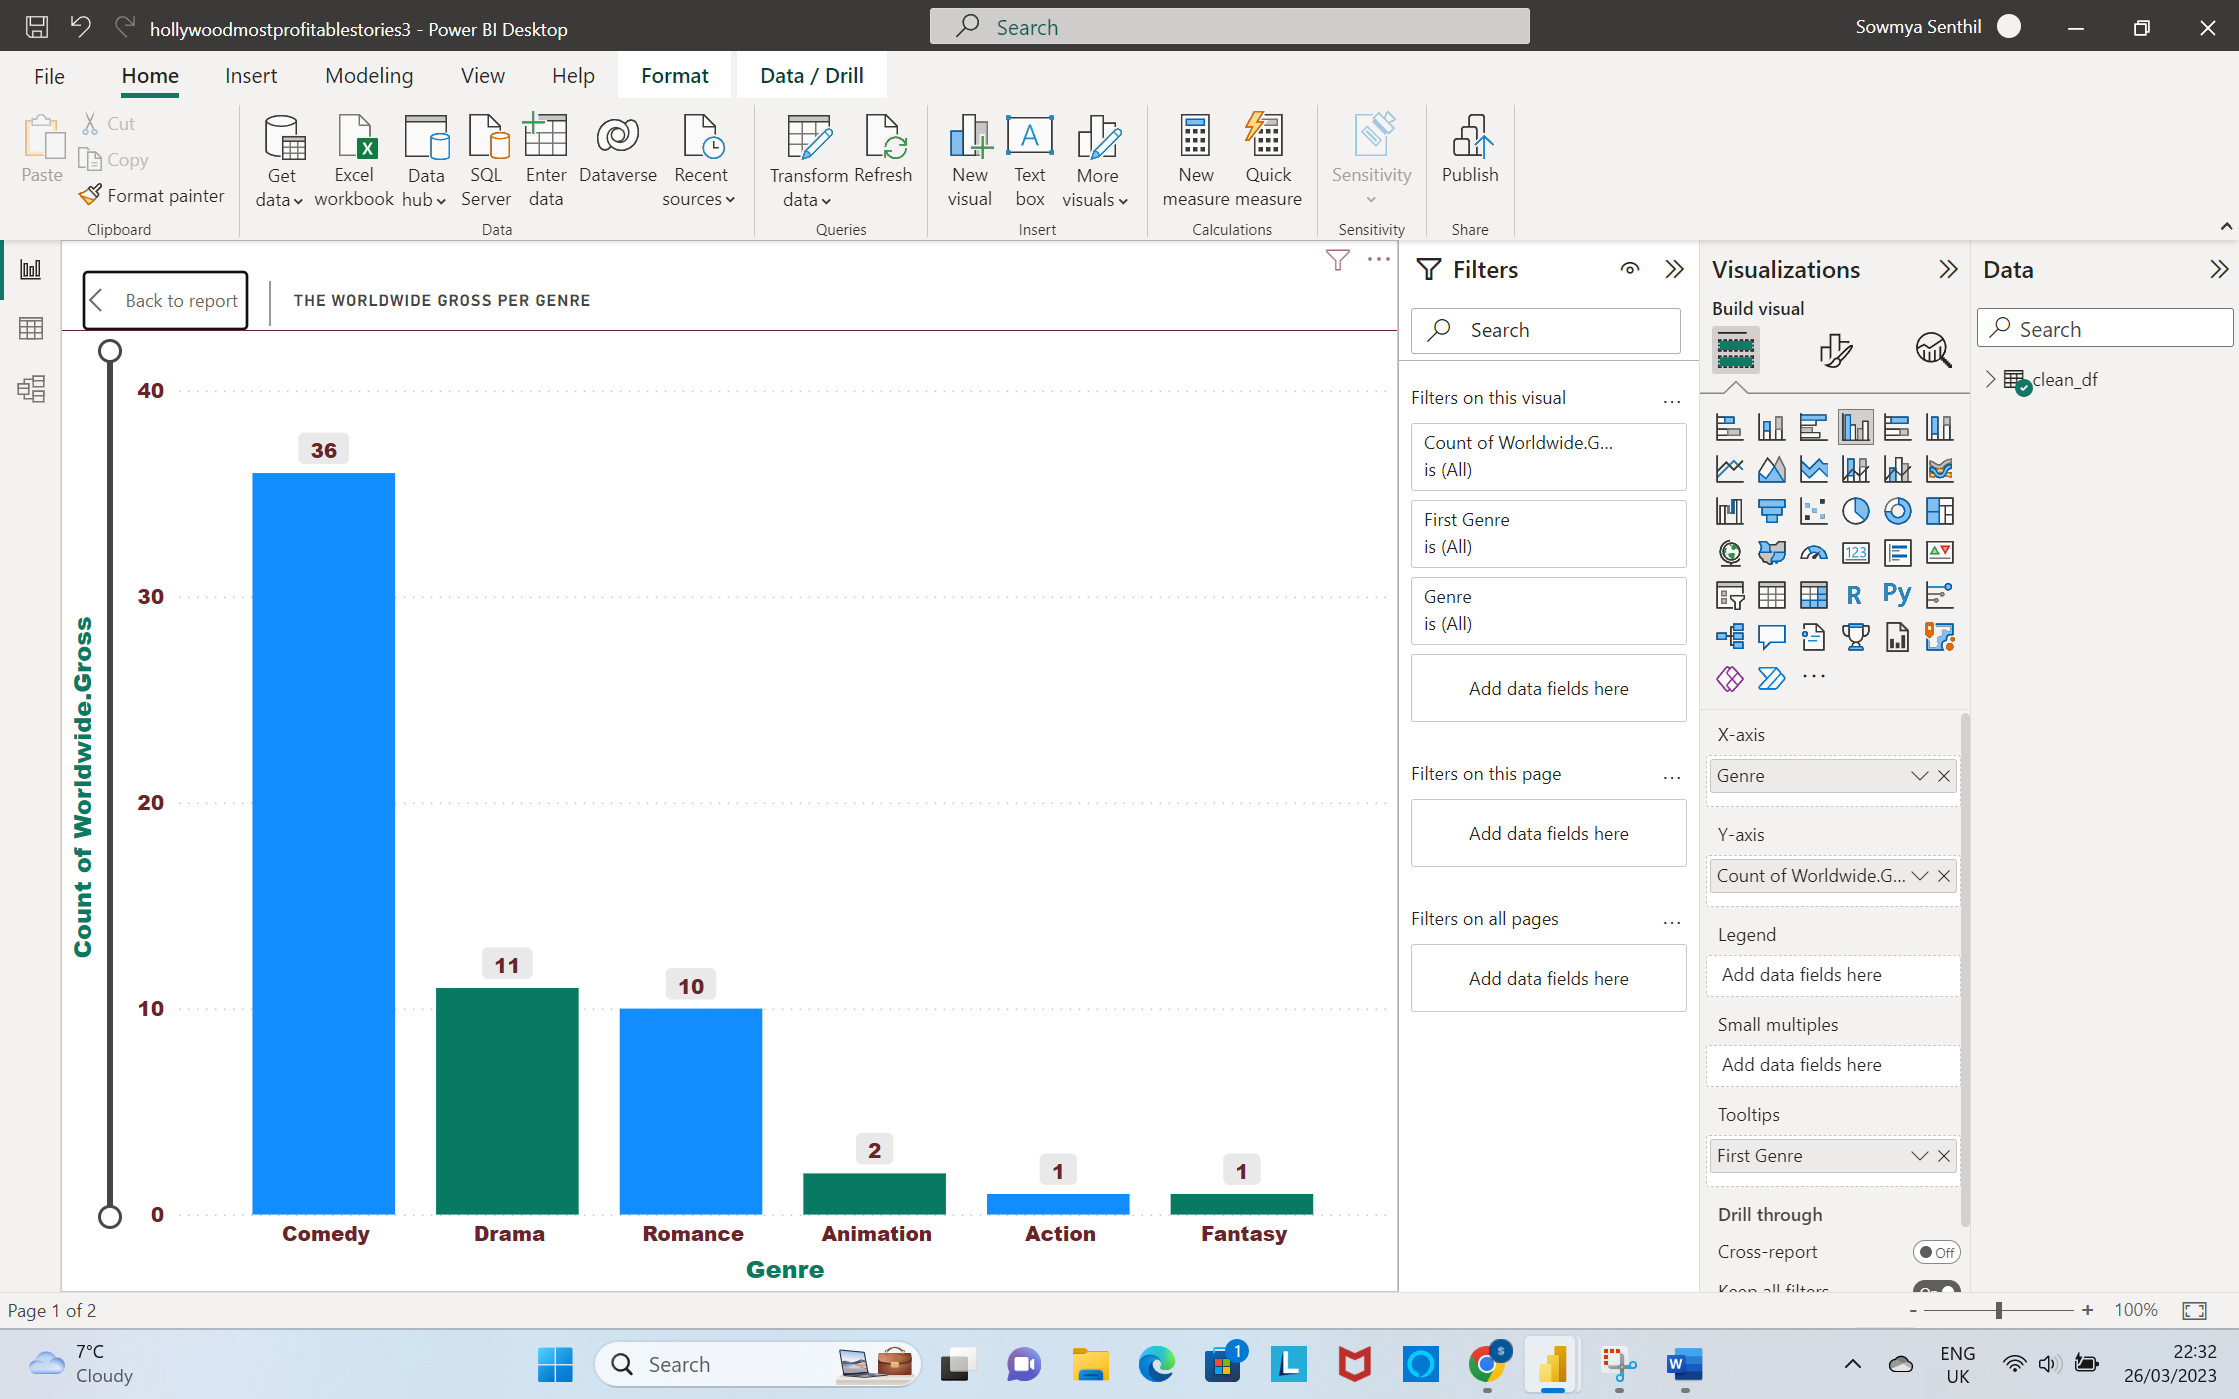 hollywoodmostprofitablestories3 - Power BI Desktop
Search
Sowmya Senthil
File
Home
Insert
Modeling
View
Help
Format
Data / Drill
Paste
Cut
Copy
Format painter
Clipboard
Get data
Excel workbook
Data hub
SQL Server
Enter data
Dataverse
Recent sources
Data
Transform data
Refresh
Queries
New visual
Text box
More visuals
Insert
New measure
Quick measure
Calculations
Sensitivity
Sensitivity
Publish
Share
Back to report
THE WORLDWIDE GROSS PER GENRE
Count of Worldwide.Gross
40
30
20
10
0
36
11
10
2
1
1
Comedy
Drama
Romance
Animation
Action
Fantasy
Genre
Filters
Search
Filters on this visual
Count of Worldwide.G...
is (All)
First Genre
is (All)
Genre
is (All)
Add data fields here
Filters on this page
Add data fields here
Filters on all pages
Add data fields here
Visualizations
Build visual
123
R
Py
X-axis
Genre
Y-axis
Count of Worldwide.G...
Legend
Add data fields here
Small multiples
Add data fields here
Tooltips
First Genre
Drill through
Cross-report
Off
Keep all filters
On
Data
Search
clean_df
Page 1 of 2
- + 100%
7°C
Cloudy
Search
1
ENG
UK
22:32
26/03/2023